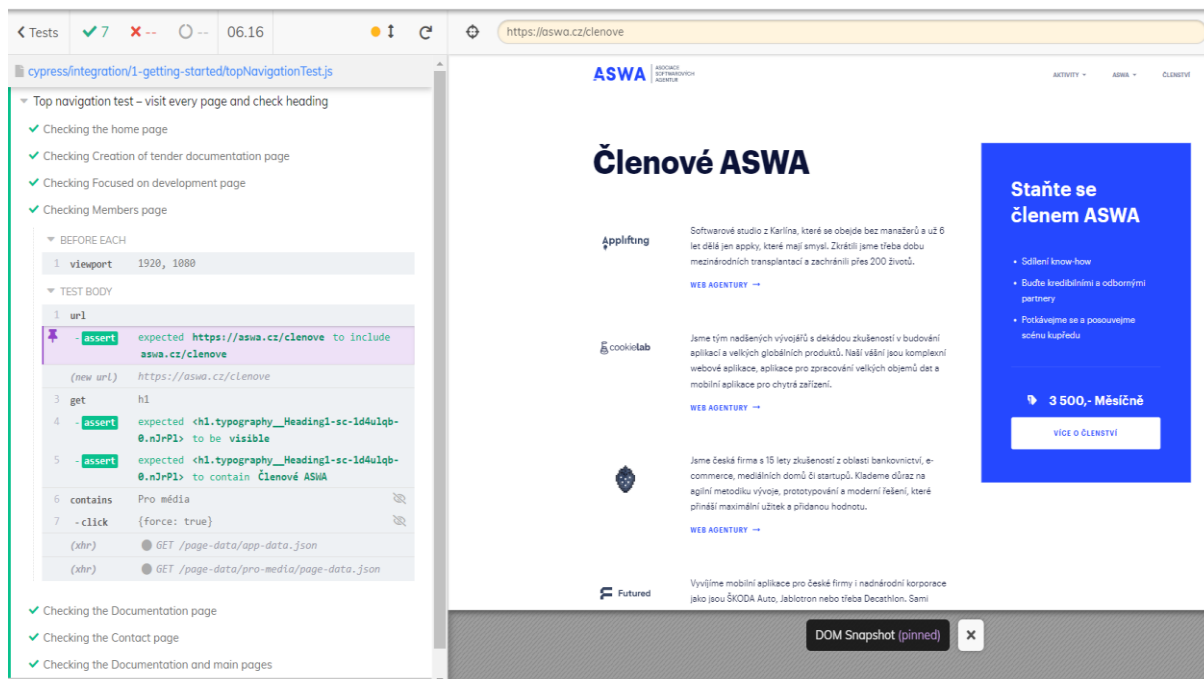 Tests
7
--
--
06.16
https://aswa.cz/clenove
cypress/integration/1-getting-started/topNavigationTest.js
Top navigation test – visit every page and check heading
Checking the home page
Checking Creation of tender documentation page
Checking Focused on development page
Checking Members page
BEFORE EACH
1 viewport 1920, 1080
TEST BODY
1 url
- assert expected https://aswa.cz/clenove to include
aswa.cz/clenove
(new url) https://aswa.cz/clenove
3 get h1
4 - assert expected <h1.typography__Heading1-sc-1d4ulqb-
0.nJrPl> to be visible
5 - assert expected <h1.typography__Heading1-sc-1d4ulqb-
0.nJrPl> to contain Členové ASWA
6 contains Pro média
7 - click {force: true}
(xhr) GET /page-data/app-data.json
(xhr) GET /page-data/pro-media/page-data.json
Checking the Documentation page
Checking the Contact page
Checking the Documentation and main pages
ASWA
ASOCIACE
SOFTWAROVÝCH
AGENTUR
AKTIVITY
ASWA
ČLENSTVÍ
Členové ASWA
Applifting
Softwarové studio z Karlína, které se obejde bez manažerů a už 6
let dělá jen appky, které mají smysl. Zkrátili jsme třeba dobu
mezinárodních transplantací a zachránili přes 200 životů.
WEB AGENTURY →
cookielab
Jsme tým nadšených vývojářů s dekádou zkušeností v budování
aplikací a velkých globálních produktů. Naší vášní jsou komplexní
webové aplikace, aplikace pro zpracování velkých objemů dat a
mobilní aplikace pro chytrá zařízení.
WEB AGENTURY →
Jsme česká firma s 15 lety zkušeností z oblasti bankovnictví, e-
commerce, mediálních domů či startupů. Klademe důraz na
agilní metodiku vývoje, prototypování a moderní řešení, které
přináší maximální užitek a přidanou hodnotu.
WEB AGENTURY →
Futured
Vyvíjíme mobilní aplikace pro české firmy i nadnárodní korporace
jako jsou ŠKODA Auto, Jablotron nebo třeba Decathlon. Sami
Staňte se
členem ASWA
• Sdílení know-how
• Buďte kredibilními a odbornými
partnery
• Potkávejme se a posouvejme
scénu kupředu
3 500,- Měsíčně
VÍCE O ČLENSTVÍ
DOM Snapshot (pinned)